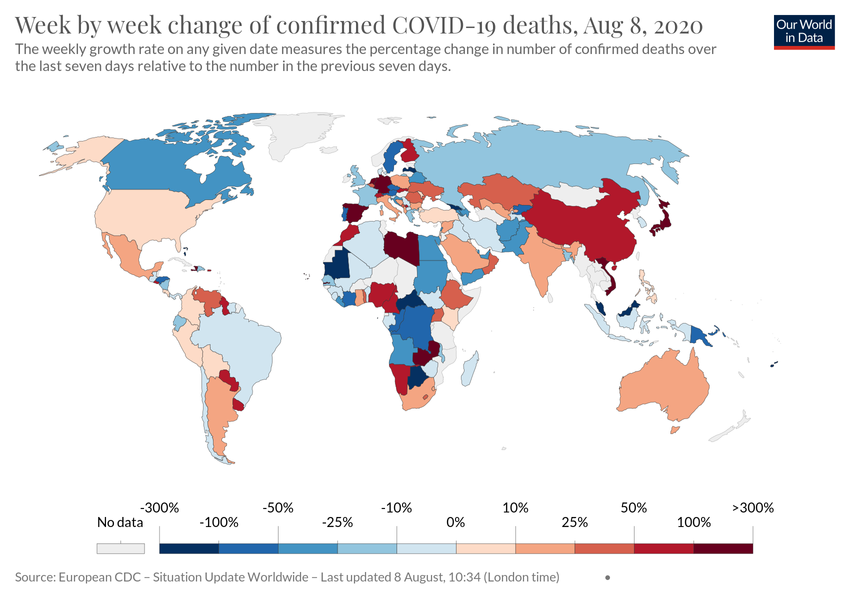 Week by week change of confirmed COVID-19 deaths, Aug 8, 2020
Our World
in Data
The weekly growth rate on any given date measures the percentage change in number of confirmed deaths over
the last seven days relative to the number in the previous seven days.
-300% -50% -10% 10% 50% >300%
No data -100% -25% 0% 25% 100%
Source: European CDC – Situation Update Worldwide – Last updated 8 August, 10:34 (London time) •